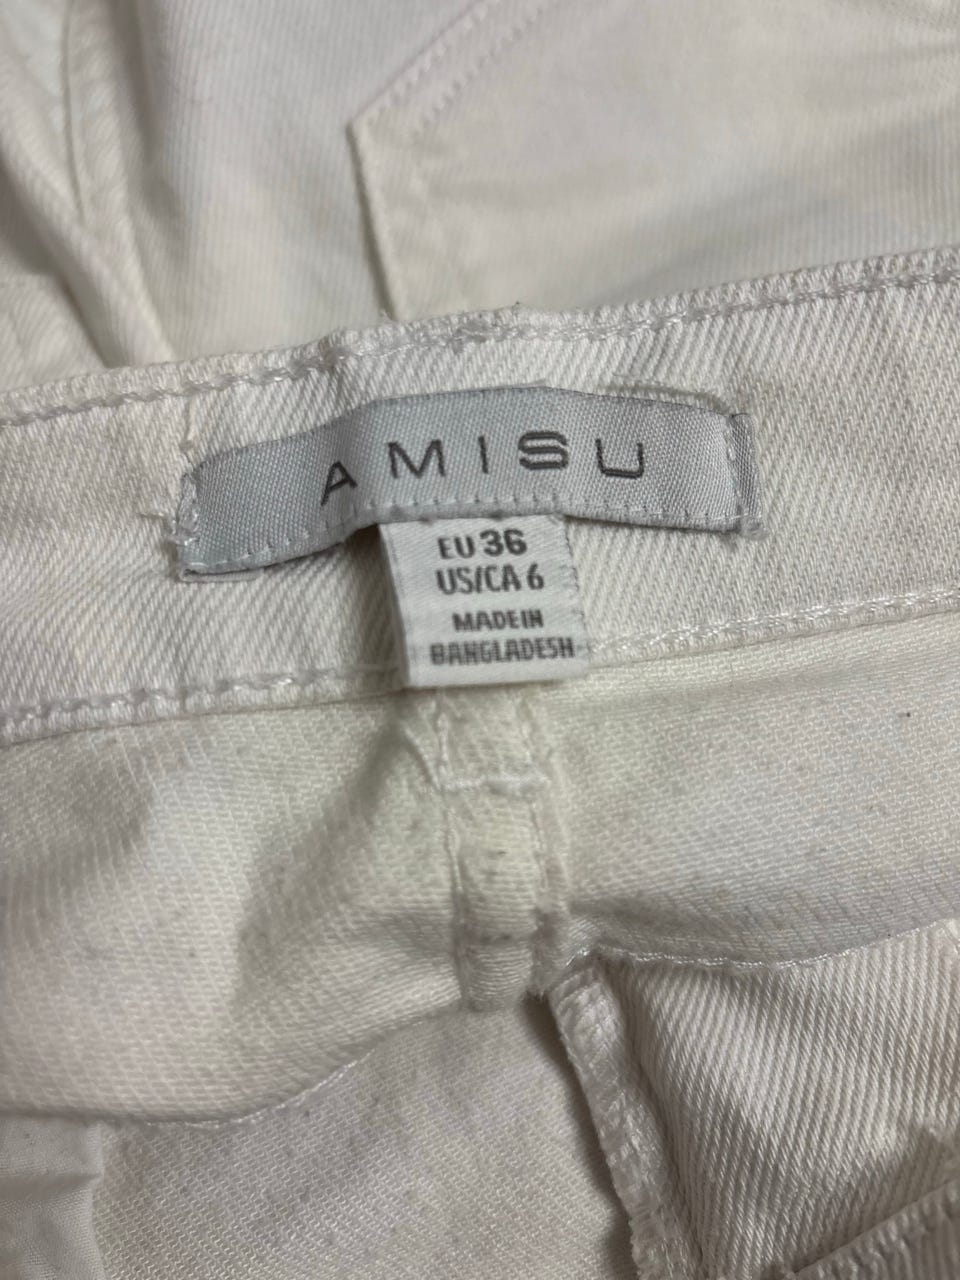 AMISU
EU 36
US/CA 6
MADE IN
BANGLADESH